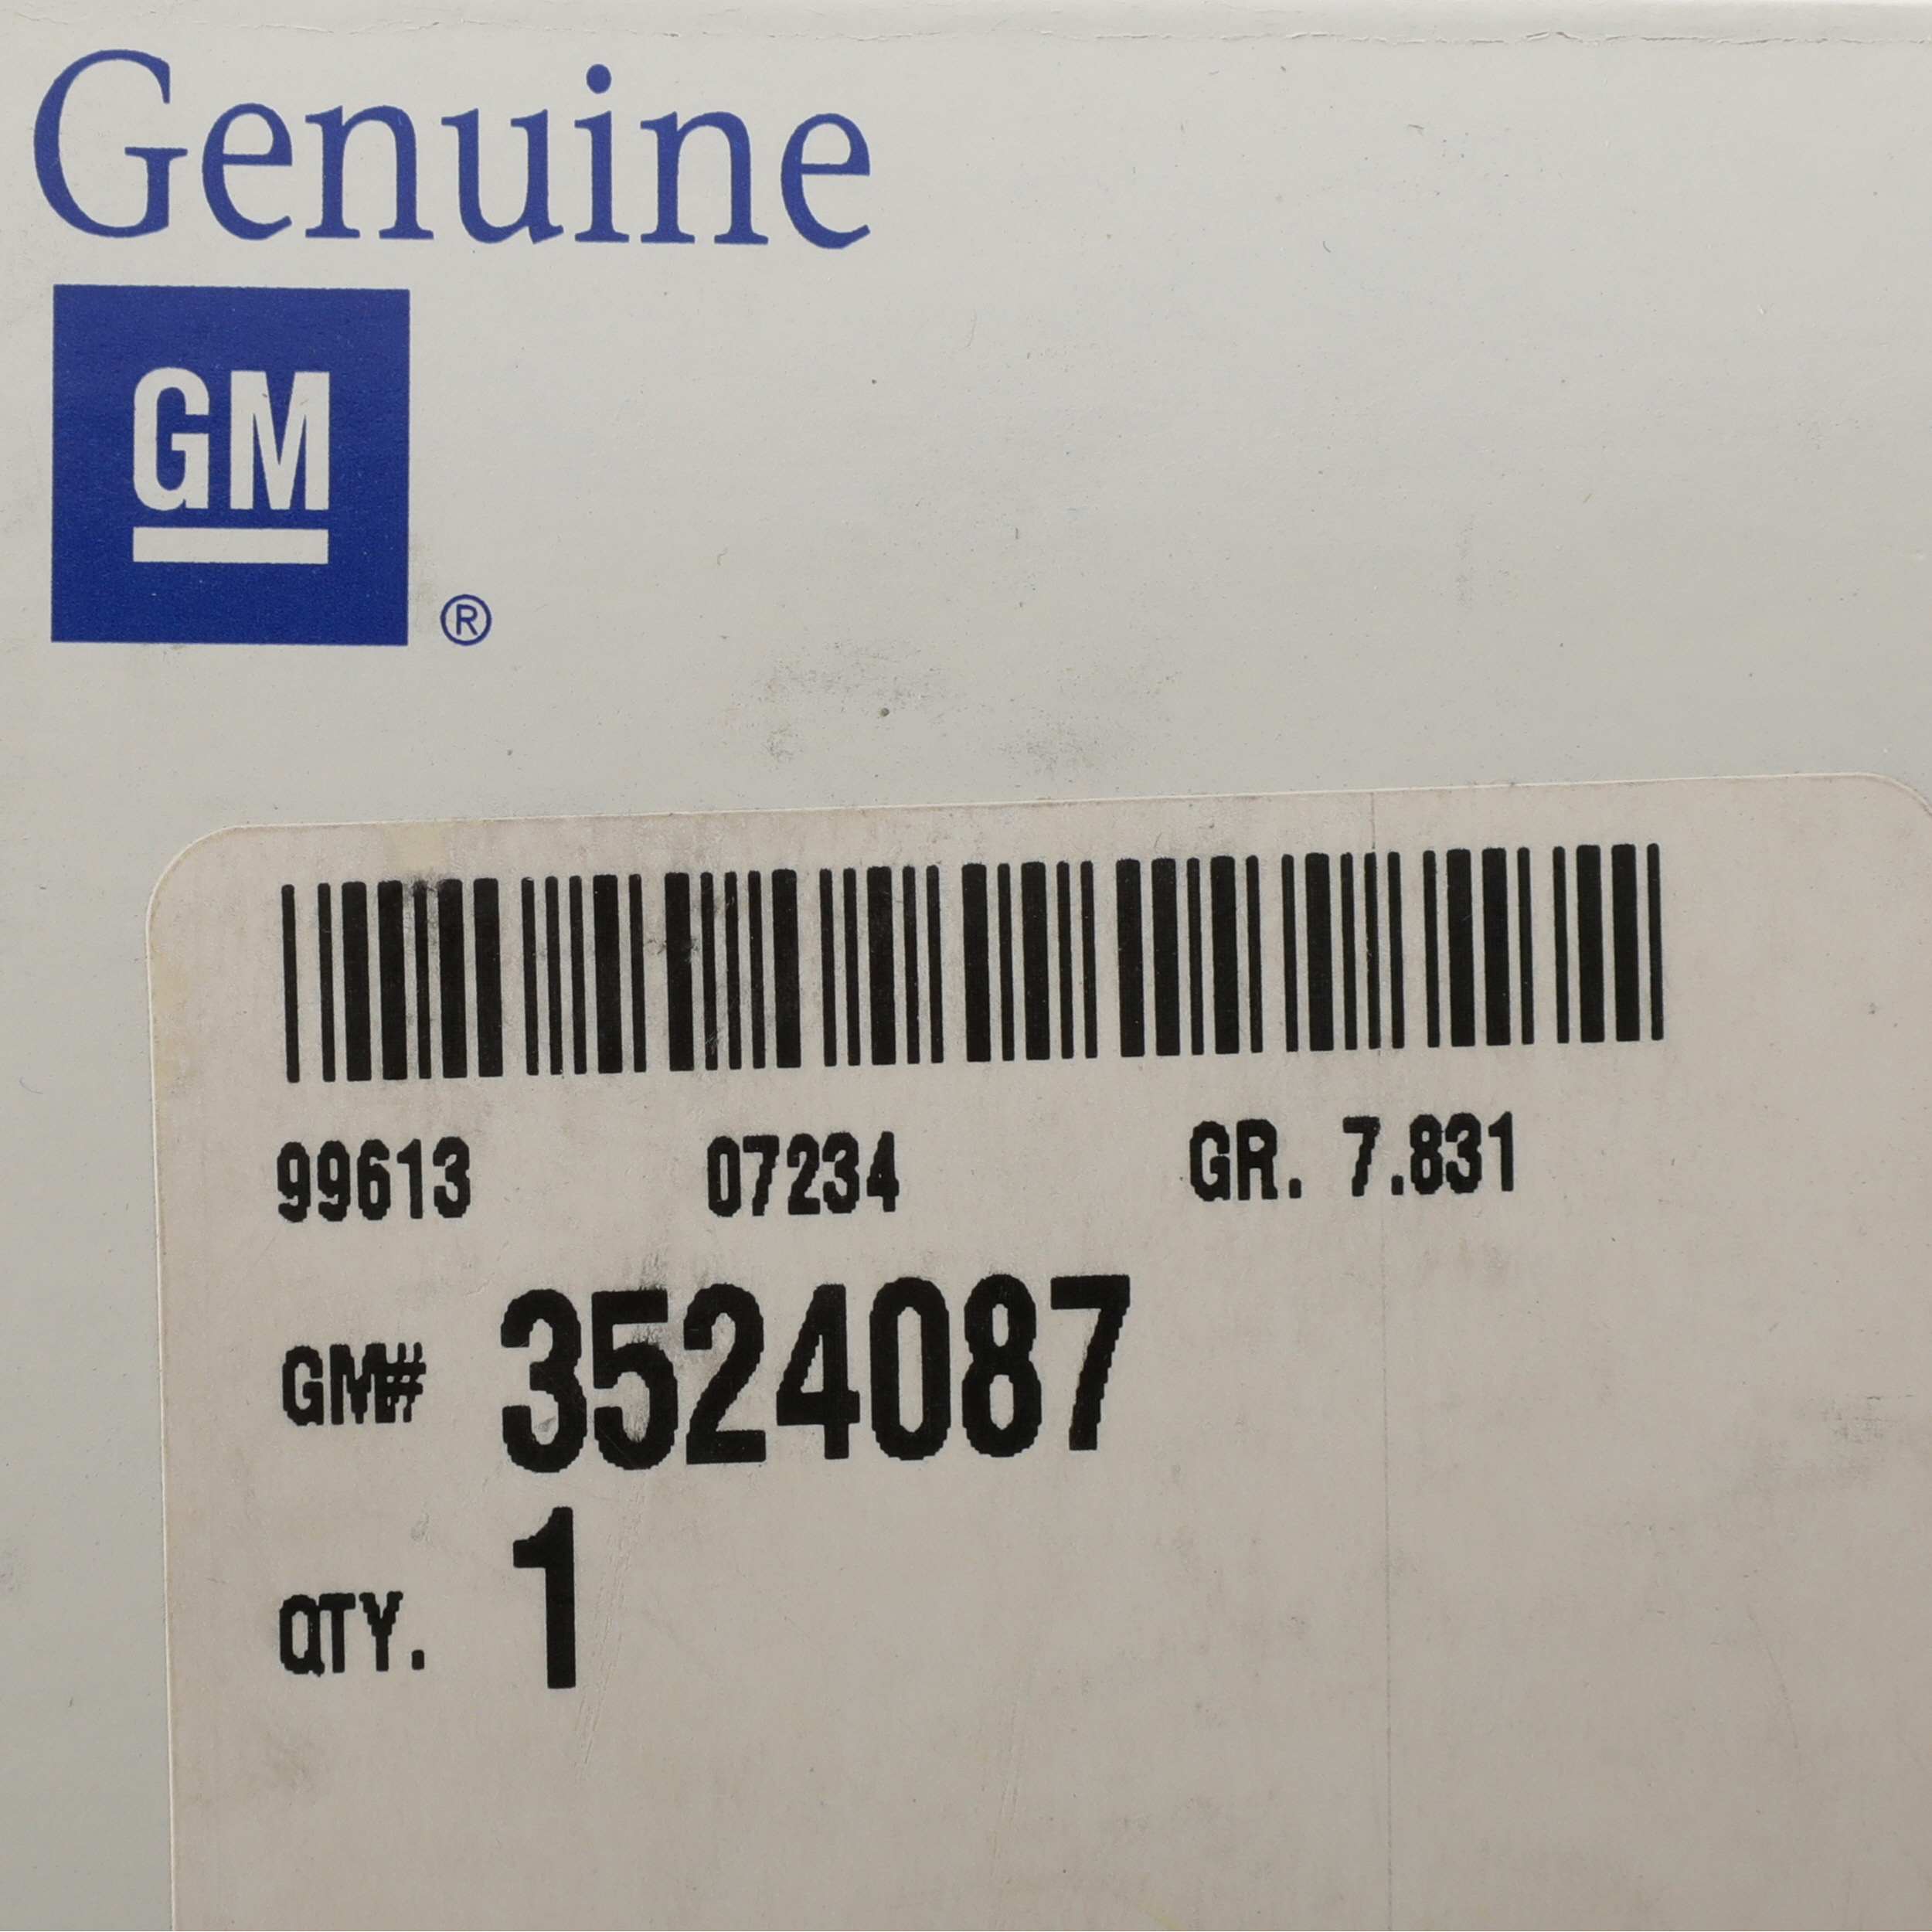 Genuine
GM
®
99613 07234 GR. 7.831
GM# 3524087
QTY. 1